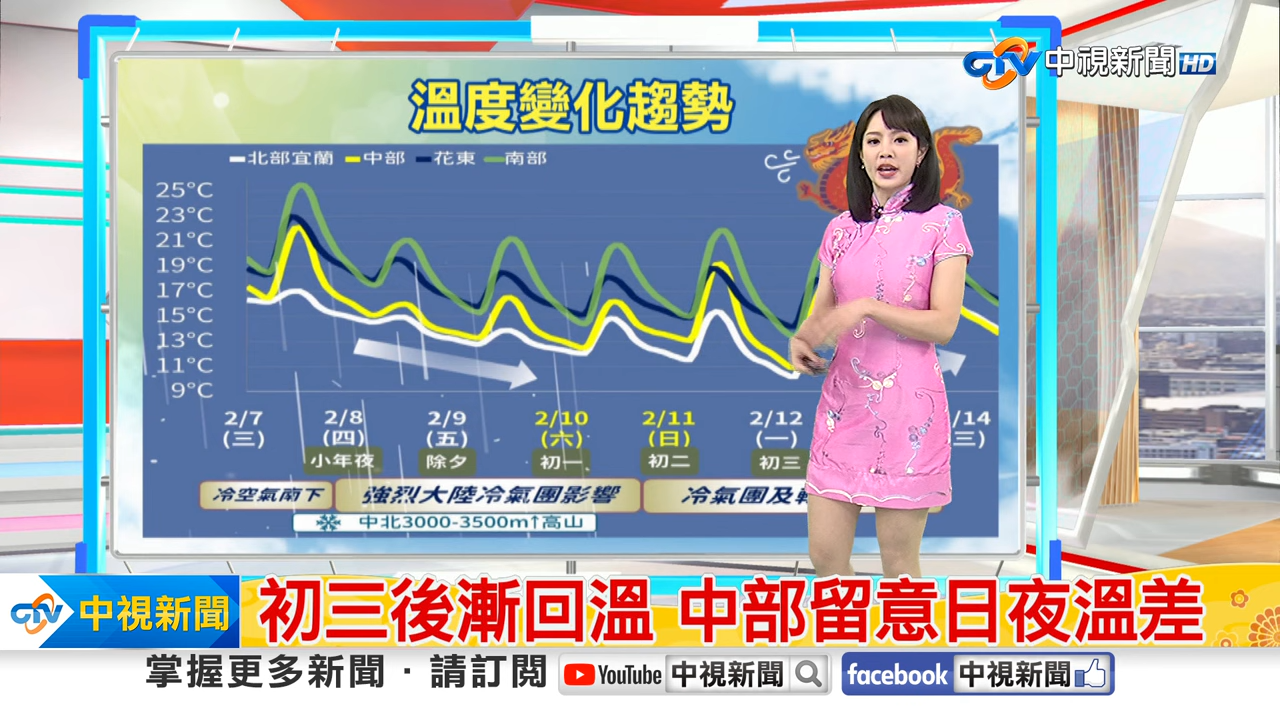 CTV 中視新聞 HD
溫度變化趨勢
北部宜蘭 中部 花東 南部
25°C
23°C
21°C
19°C
17°C
15°C
13°C
11°C
9°C
2/7 2/8 2/9 2/10 2/11 2/12 /14
(三) (四) (五) (六) (日) (一) 三)
小年夜 除夕 初一 初二 初三
冷空氣南下 強烈大陸冷氣團影響 冷氣團及
中北3000-3500m↑高山
CTV 中視新聞 初三後漸回溫 中部留意日夜溫差
掌握更多新聞・請訂閱 YouTube 中視新聞 facebook 中視新聞